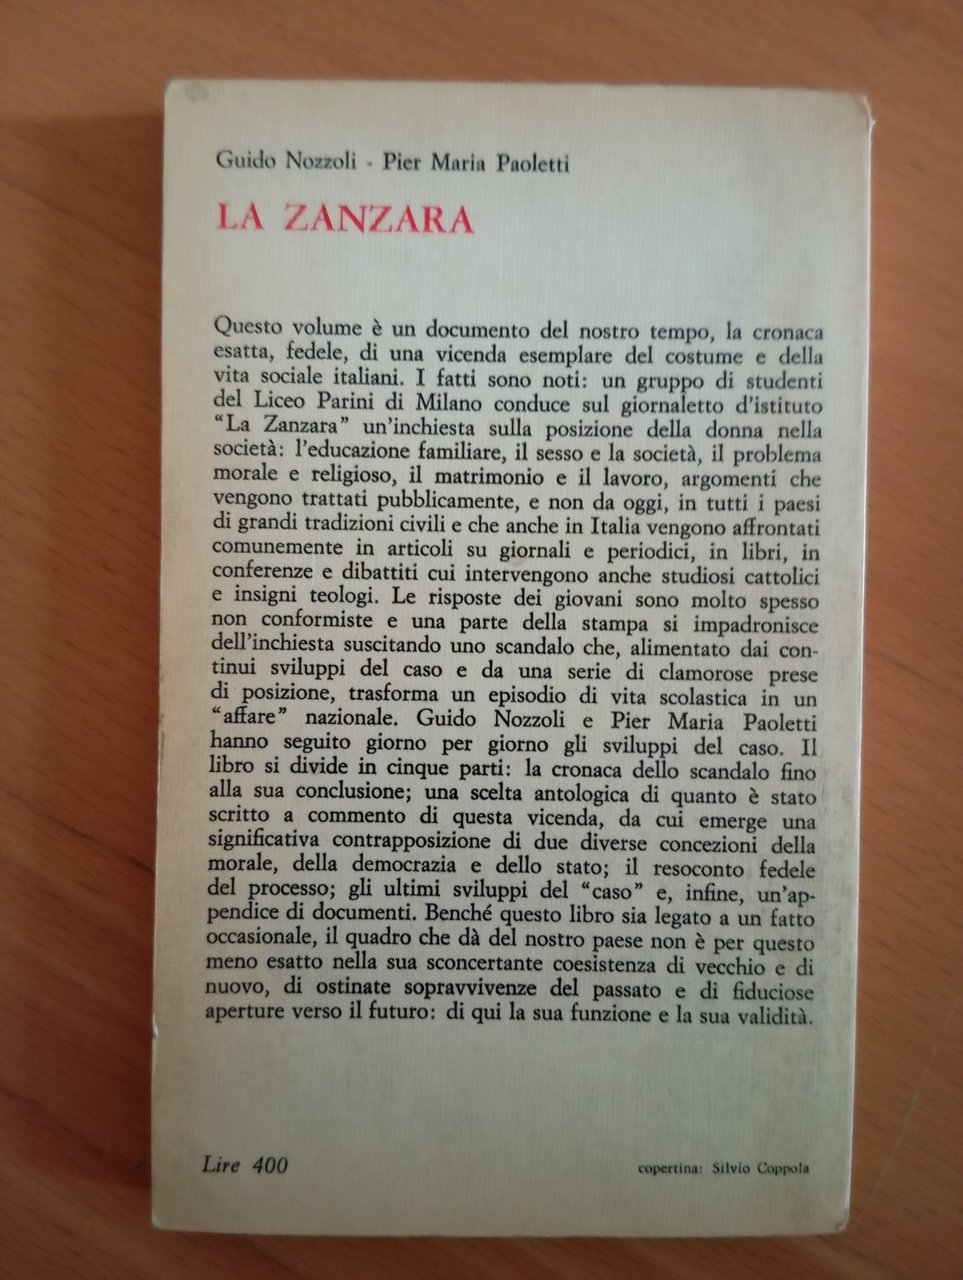 Guido Nozzoli - Pier Maria Paoletti
LA ZANZARA
Questo volume è un documento del nostro tempo, la cronaca
esatta, fedele, di una vicenda esemplare del costume e della
vita sociale italiani. I fatti sono noti: un gruppo di studenti
del Liceo Parini di Milano conduce sul giornaletto d'istituto
“La Zanzara” un'inchiesta sulla posizione della donna nella
società: l'educazione familiare, il sesso e la società, il problema
morale e religioso, il matrimonio e il lavoro, argomenti che
vengono trattati pubblicamente, e non da oggi, in tutti i paesi
di grandi tradizioni civili e che anche in Italia vengono affrontati
comunemente in articoli su giornali e periodici, in libri, in
conferenze e dibattiti cui intervengono anche studiosi cattolici
e insigni teologi. Le risposte dei giovani sono molto spesso
non conformiste e una parte della stampa si impadronisce
dell'inchiesta suscitando uno scandalo che, alimentato dai con-
tinui sviluppi del caso e da una serie di clamorose prese
di posizione, trasforma un episodio di vita scolastica in un
“affare” nazionale. Guido Nozzoli e Pier Maria Paoletti
hanno seguito giorno per giorno gli sviluppi del caso. Il
libro si divide in cinque parti: la cronaca dello scandalo fino
alla sua conclusione; una scelta antologica di quanto è stato
scritto a commento di questa vicenda, da cui emerge una
significativa contrapposizione di due diverse concezioni della
morale, della democrazia e dello stato; il resoconto fedele
del processo; gli ultimi sviluppi del “caso” e, infine, un'ap-
pendice di documenti. Benché questo libro sia legato a un fatto
occasionale, il quadro che dà del nostro paese non è per questo
meno esatto nella sua sconcertante coesistenza di vecchio e di
nuovo, di ostinate sopravvivenze del passato e di fiduciose
aperture verso il futuro: di qui la sua funzione e la sua validità.
Lire 400
copertina: Silvio Coppola